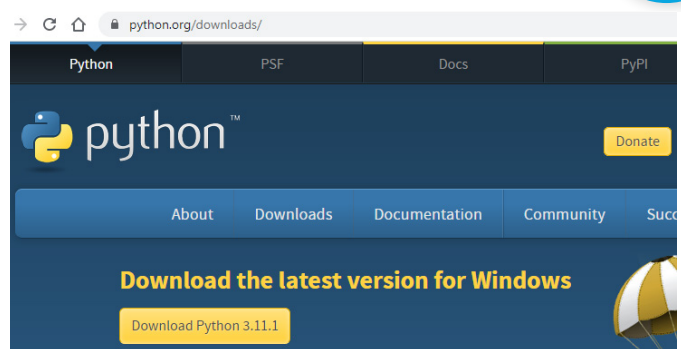 python.org/downloads/
Python PSF Docs PyPI
python™
Donate
About Downloads Documentation Community Succ
Download the latest version for Windows
Download Python 3.11.1